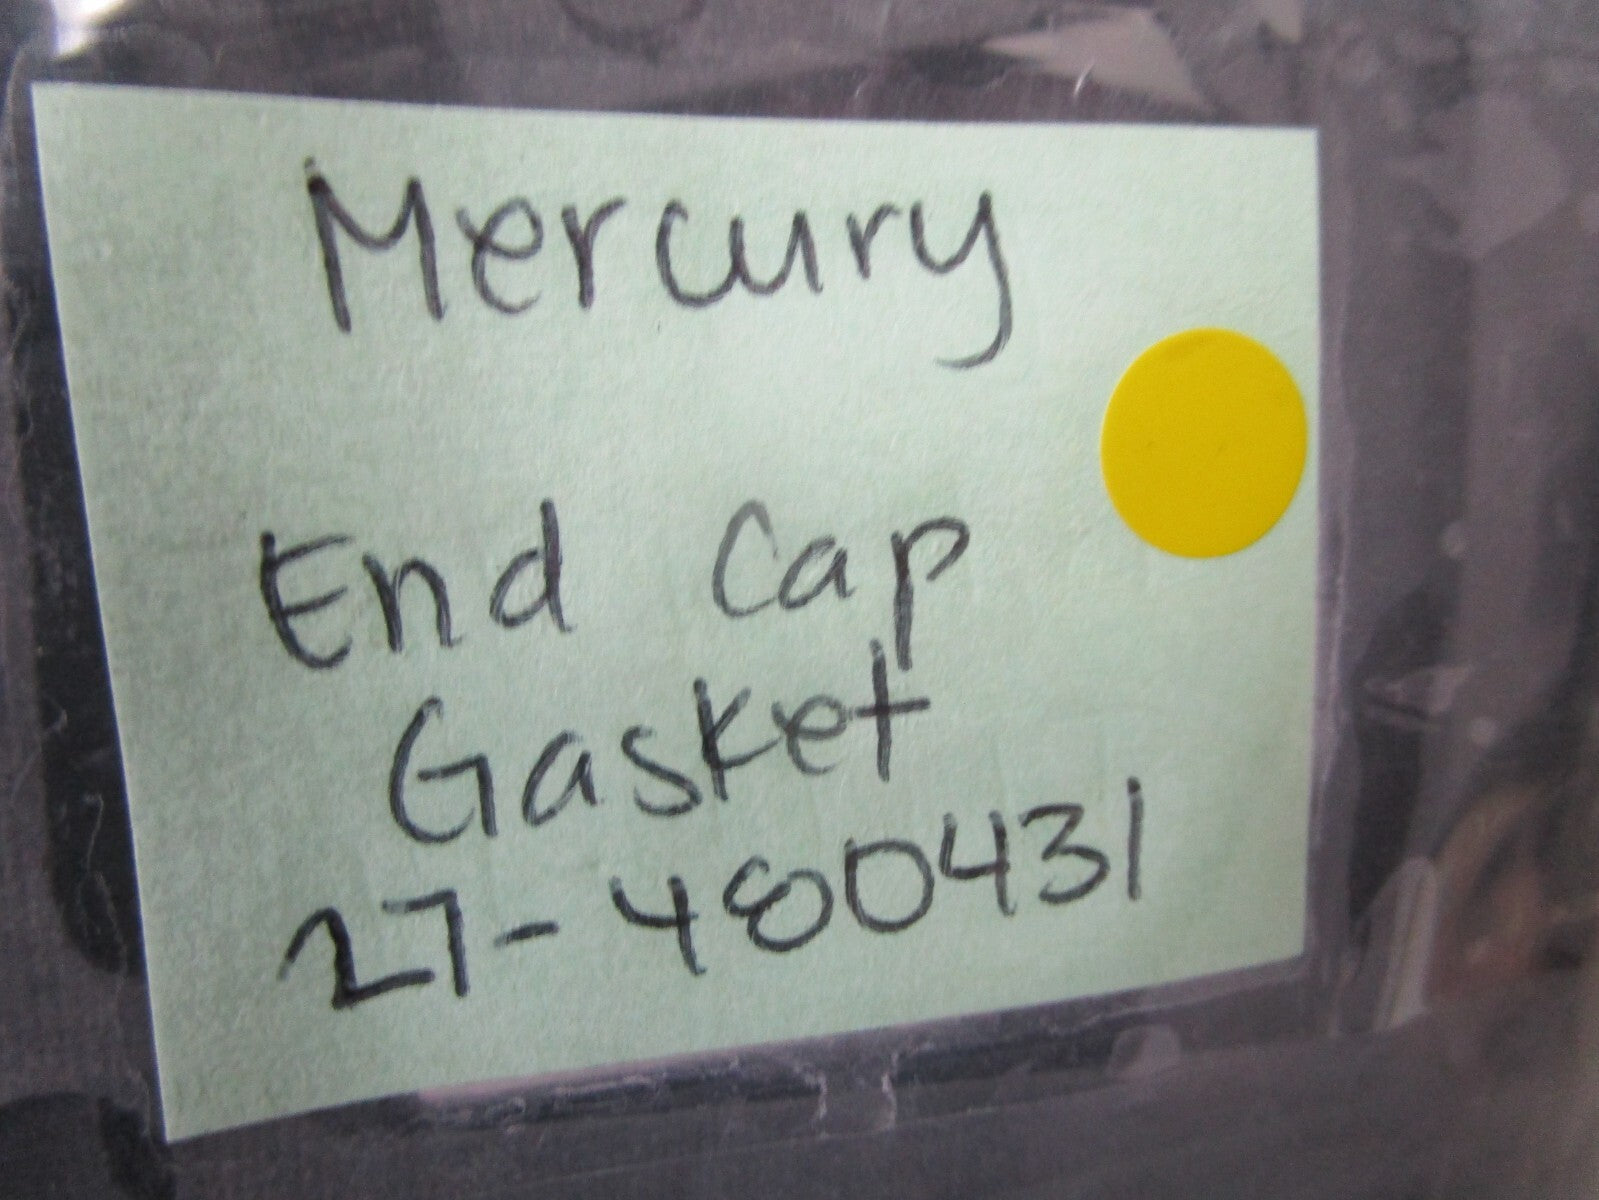 Mercury
End Cap
Gasket
27-480431